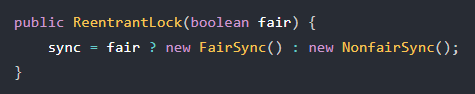 public ReentrantLock(boolean fair) {
    sync = fair ? new FairSync() : new NonfairSync();
}